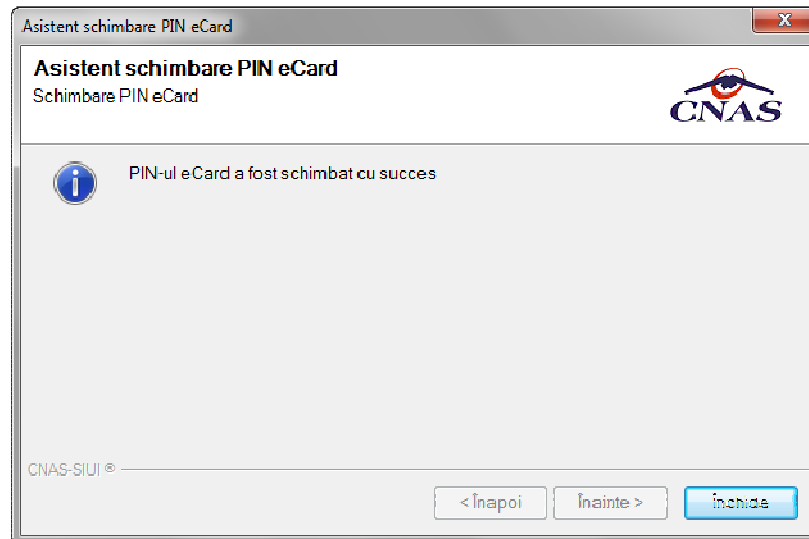 Asistent schimbare PIN eCard
X
Asistent schimbare PIN eCard
Schimbare PIN eCard
CNAS
PIN-ul eCard a fost schimbat cu succes
CNAS-SIUI ®
< Înapoi
Înainte >
Închide